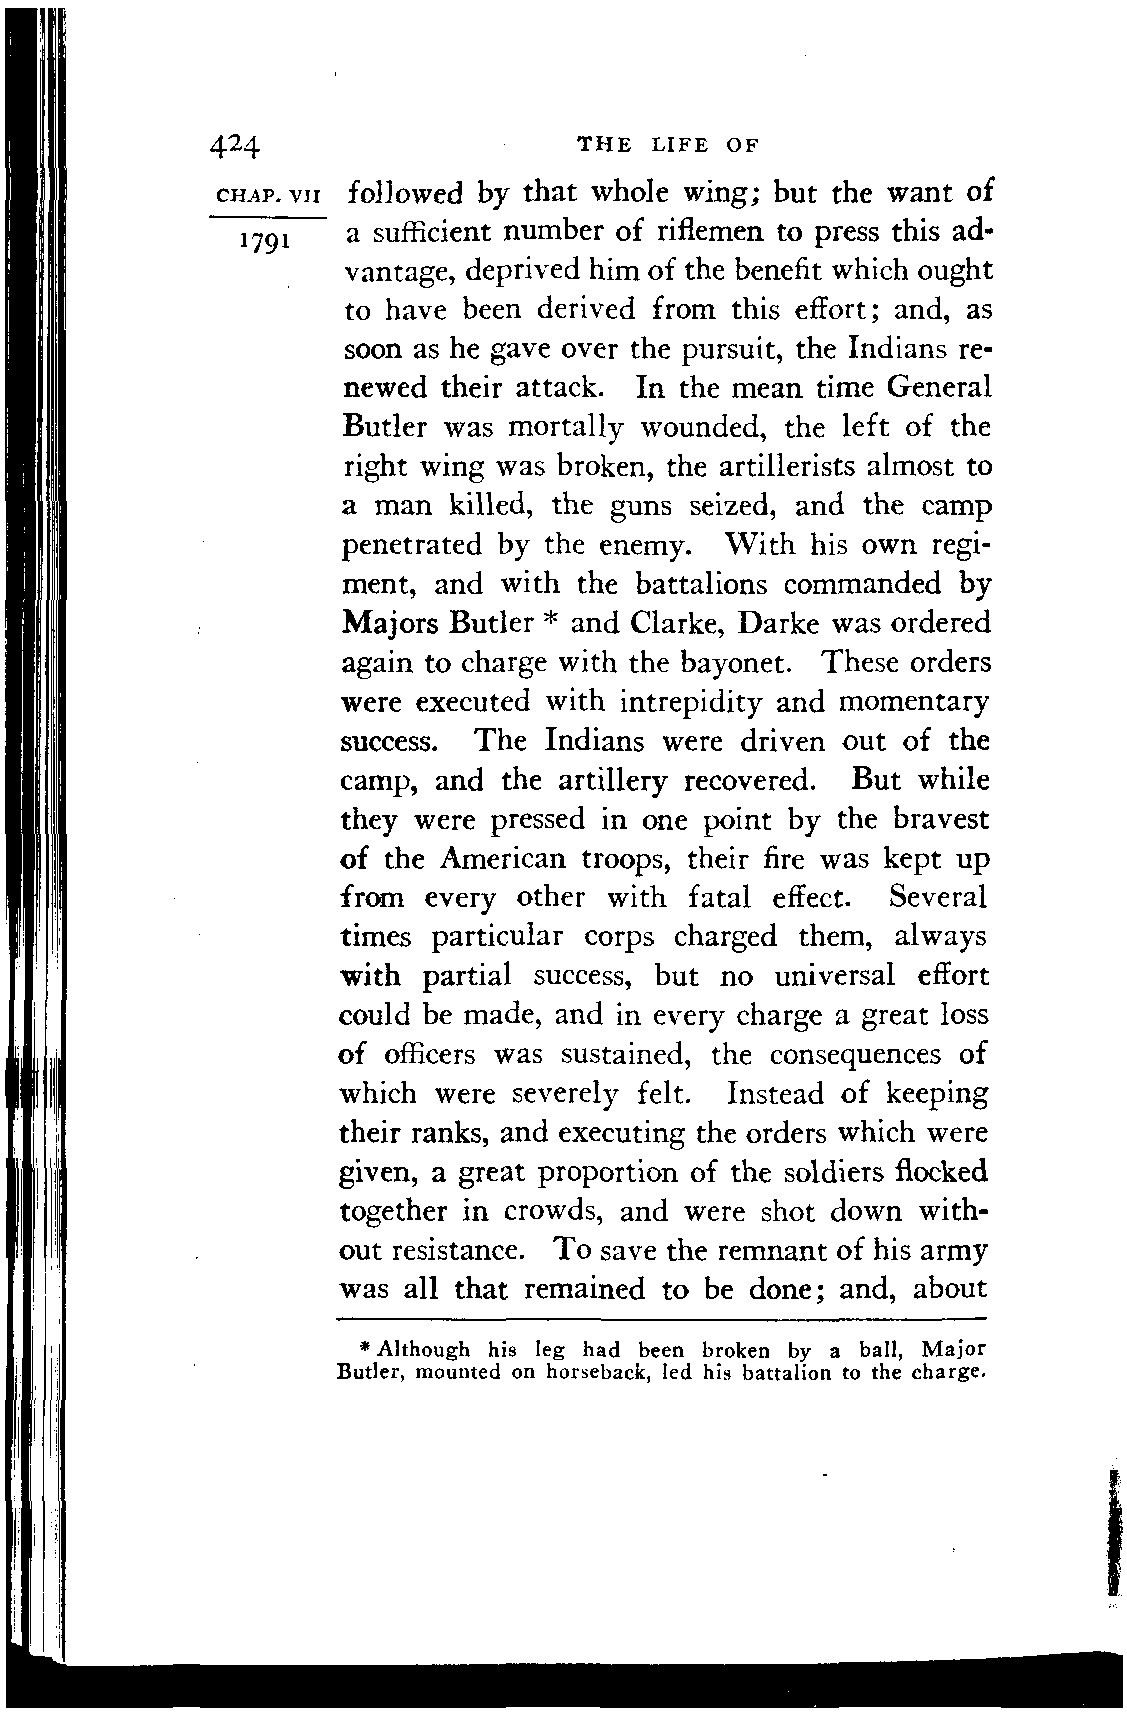 424 THE LIFE OF
CHAP. VII followed by that whole wing; but the want of
1791 a sufficient number of riflemen to press this ad-
vantage, deprived him of the benefit which ought
to have been derived from this effort; and, as
soon as he gave over the pursuit, the Indians re-
newed their attack. In the mean time General
Butler was mortally wounded, the left of the
right wing was broken, the artillerists almost to
a man killed, the guns seized, and the camp
penetrated by the enemy. With his own regi-
ment, and with the battalions commanded by
Majors Butler * and Clarke, Darke was ordered
again to charge with the bayonet. These orders
were executed with intrepidity and momentary
success. The Indians were driven out of the
camp, and the artillery recovered. But while
they were pressed in one point by the bravest
of the American troops, their fire was kept up
from every other with fatal effect. Several
times particular corps charged them, always
with partial success, but no universal effort
could be made, and in every charge a great loss
of officers was sustained, the consequences of
which were severely felt. Instead of keeping
their ranks, and executing the orders which were
given, a great proportion of the soldiers flocked
together in crowds, and were shot down with-
out resistance. To save the remnant of his army
was all that remained to be done; and, about
* Although his leg had been broken by a ball, Major
Butler, mounted on horseback, led his battalion to the charge.